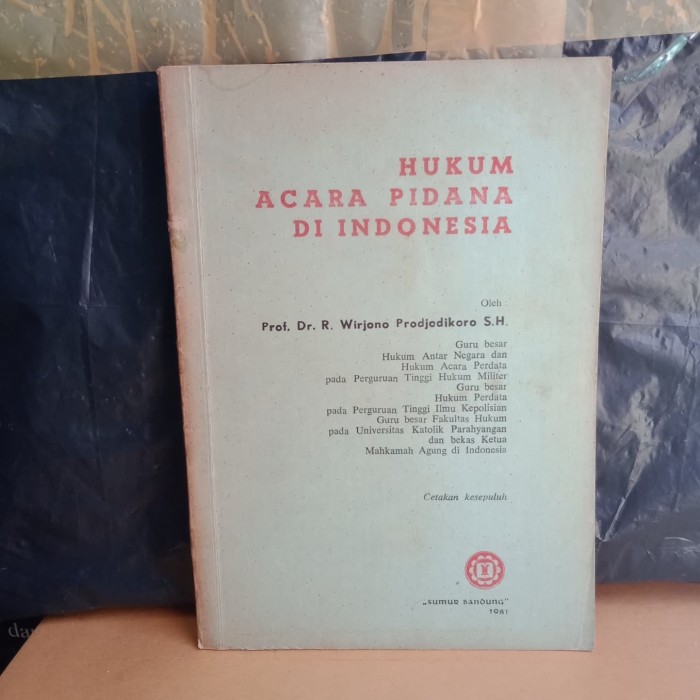 HUKUM
ACARA PIDANA
DI INDONESIA
Oleh :
Prof. Dr. R. Wirjono Prodjodikoro S.H.
Guru besar
Hukum Antar Negara dan
Hukum Acara Perdata
pada Perguruan Tinggi Hukum Militer
Guru besar
Hukum Perdata
pada Perguruan Tinggi Ilmu Kepolisian
Guru besar Fakultas Hukum
pada Universitas Katolik Parahyangan
dan bekas Ketua
Mahkamah Agung di Indonesia
Cetakan kesepuluh
„SUMUR BANDUNG"
1981